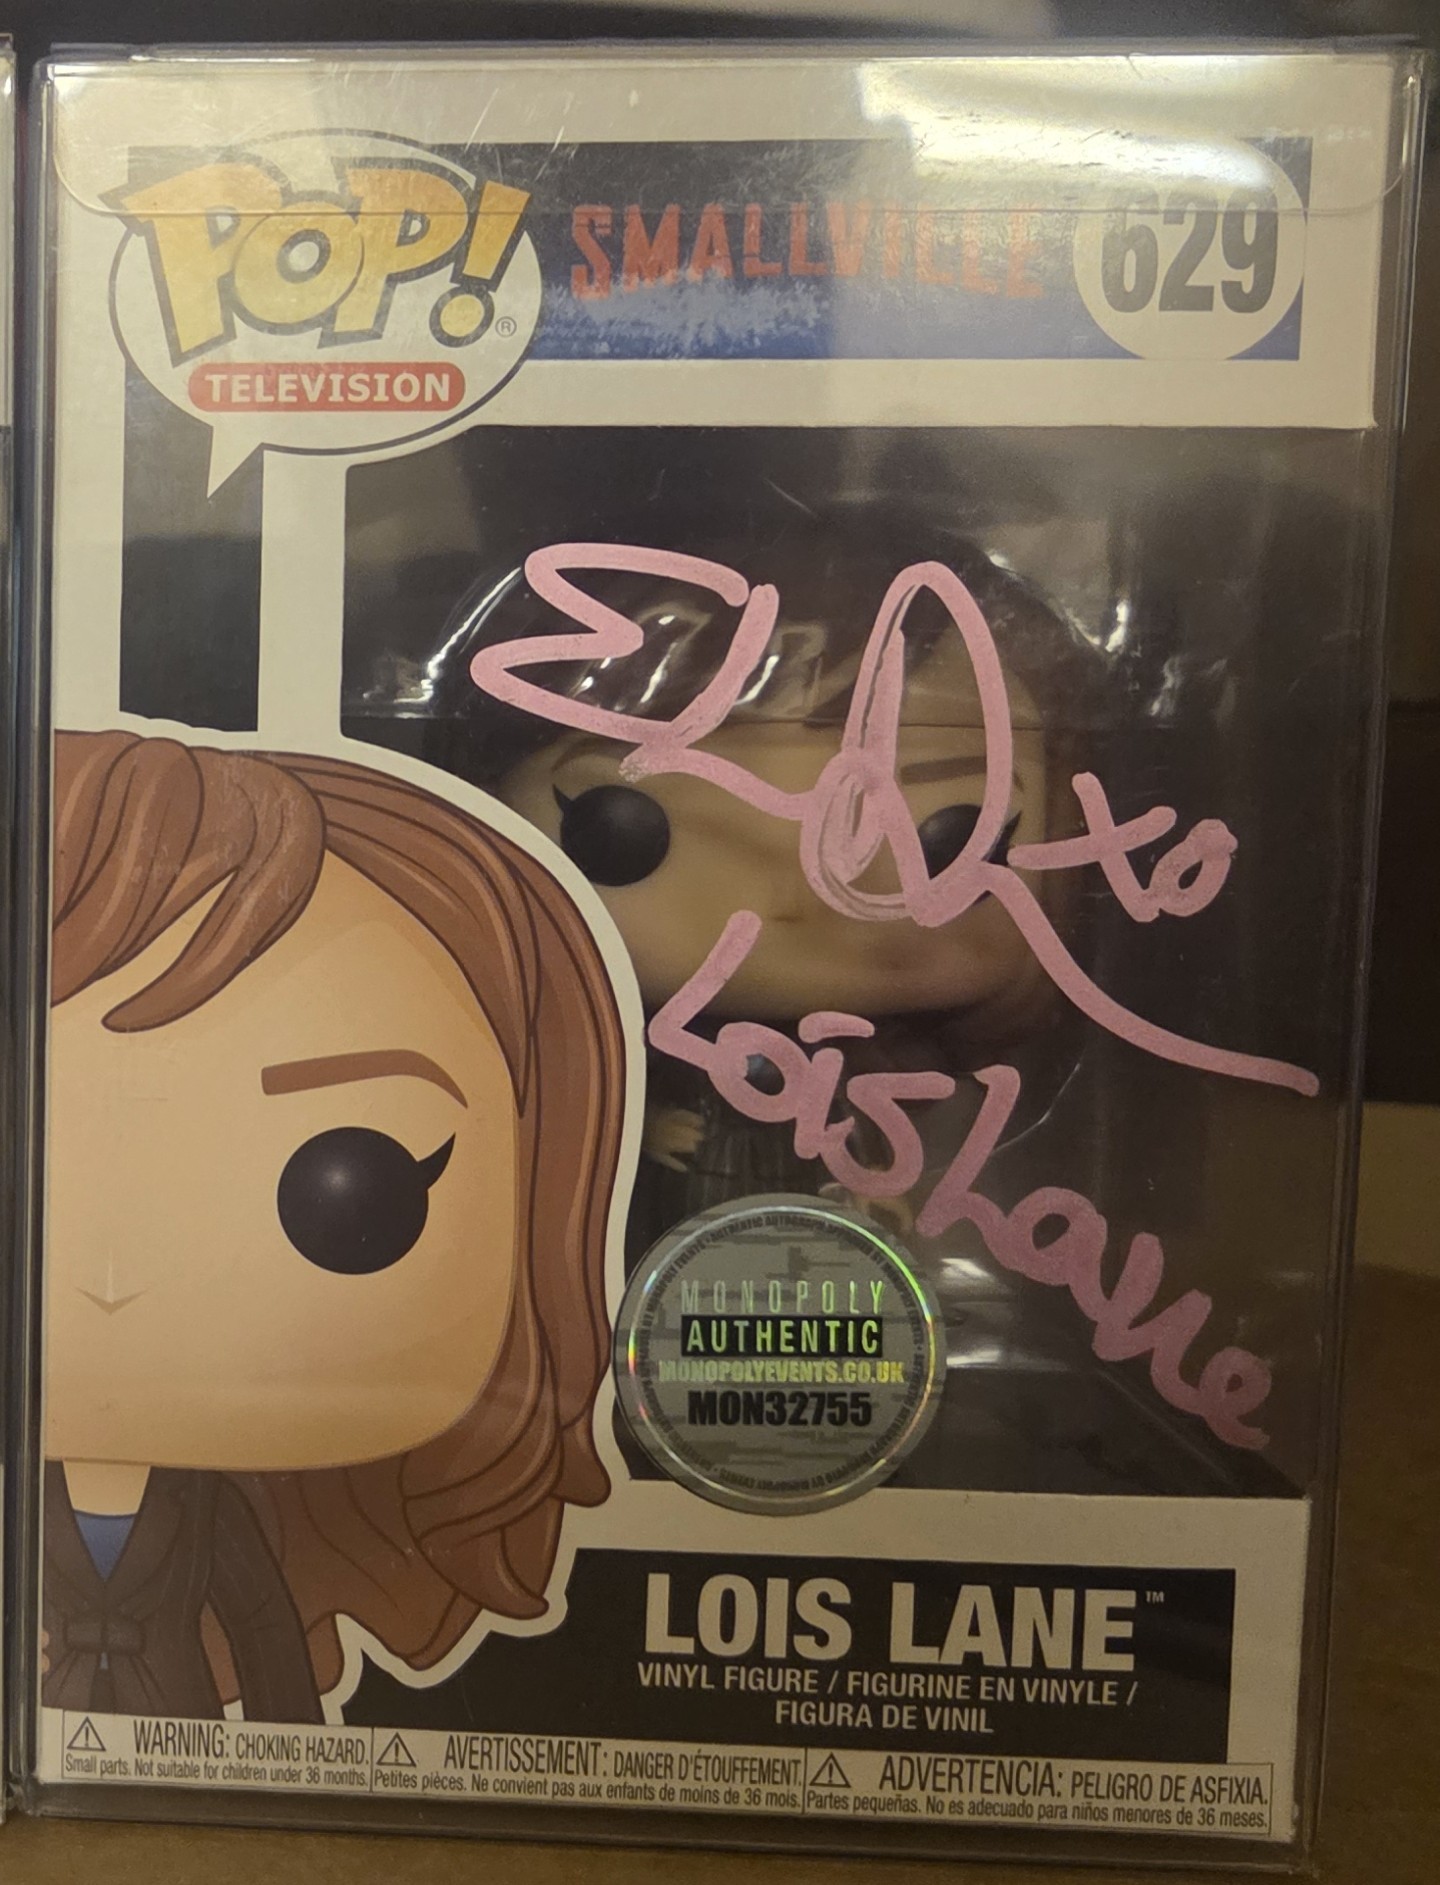 POP!® SMALLVILLE 629
TELEVISION
xo
Lois Lane
MONOPOLY
AUTHENTIC
MONOPOLYEVENTS.CO.UK
MON32755
LOIS LANE™
VINYL FIGURE / FIGURINE EN VINYLE /
FIGURA DE VINIL
WARNING: CHOKING HAZARD.
Small parts. Not suitable for children under 36 months.
AVERTISSEMENT: DANGER D'ÉTOUFFEMENT.
Petites pièces. Ne convient pas aux enfants de moins de 36 mois.
ADVERTENCIA: PELIGRO DE ASFIXIA.
Partes pequeñas. No es adecuado para niños menores de 36 meses.